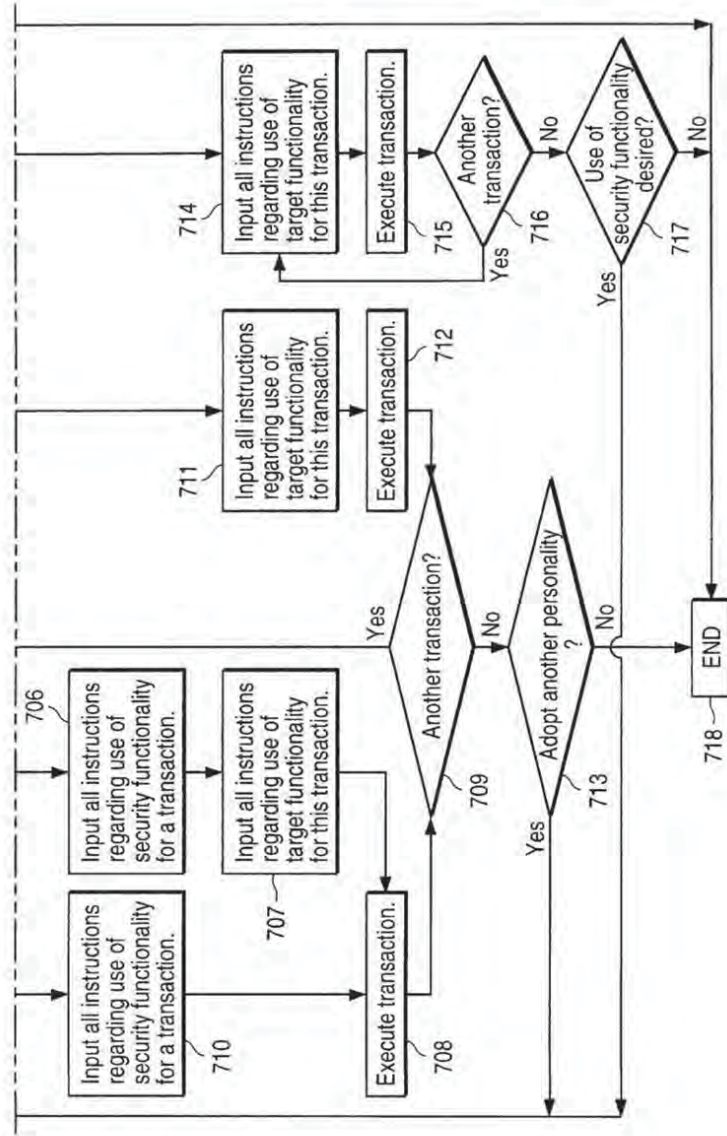 Input all instructions
regarding use of
security functionality
for a transaction.
710
Input all instructions
regarding use of
security functionality
for a transaction.
706
Input all instructions
regarding use of
target functionality
for this transaction.
707
Execute transaction.
708
Another transaction?
709
Yes
No
Adopt another personality
?
713
Yes
No
Input all instructions
regarding use of
target functionality
for this transaction.
711
Execute transaction.
712
Input all instructions
regarding use of
target functionality
for this transaction.
714
Execute transaction.
715
Another
transaction?
716
Yes
No
Use of
security functionality
desired?
717
Yes
No
END
718